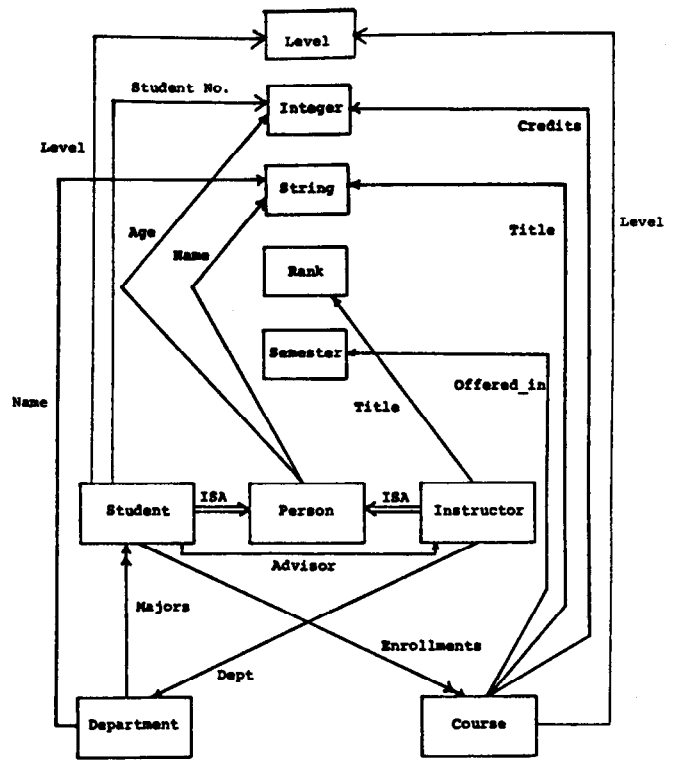 Level
Student No.
Integer
Credits
Level
String
Level
Title
Age
Name
Rank
Semester
Offered_in
Title
Name
ISA
ISA
Student
Person
Instructor
Advisor
Majors
Enrollments
Dept
Department
Course